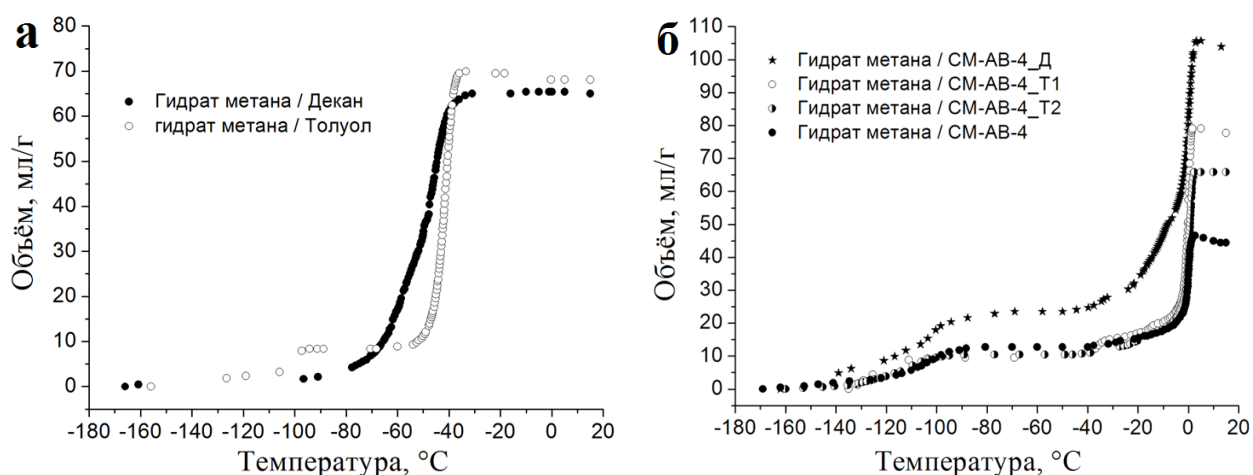 а
Объём, мл/г
80
70
60
50
40
30
20
10
0
Гидрат метана / Декан
гидрат метана / Толуол
-180 -160 -140 -120 -100 -80 -60 -40 -20 0 20
Температура, °C
б
Объём, мл/г
110
100
90
80
70
60
50
40
30
20
10
0
Гидрат метана / СМ-АВ-4_Д
Гидрат метана / СМ-АВ-4_Т1
Гидрат метана / СМ-АВ-4_Т2
Гидрат метана / СМ-АВ-4
-180 -160 -140 -120 -100 -80 -60 -40 -20 0 20
Температура, °C